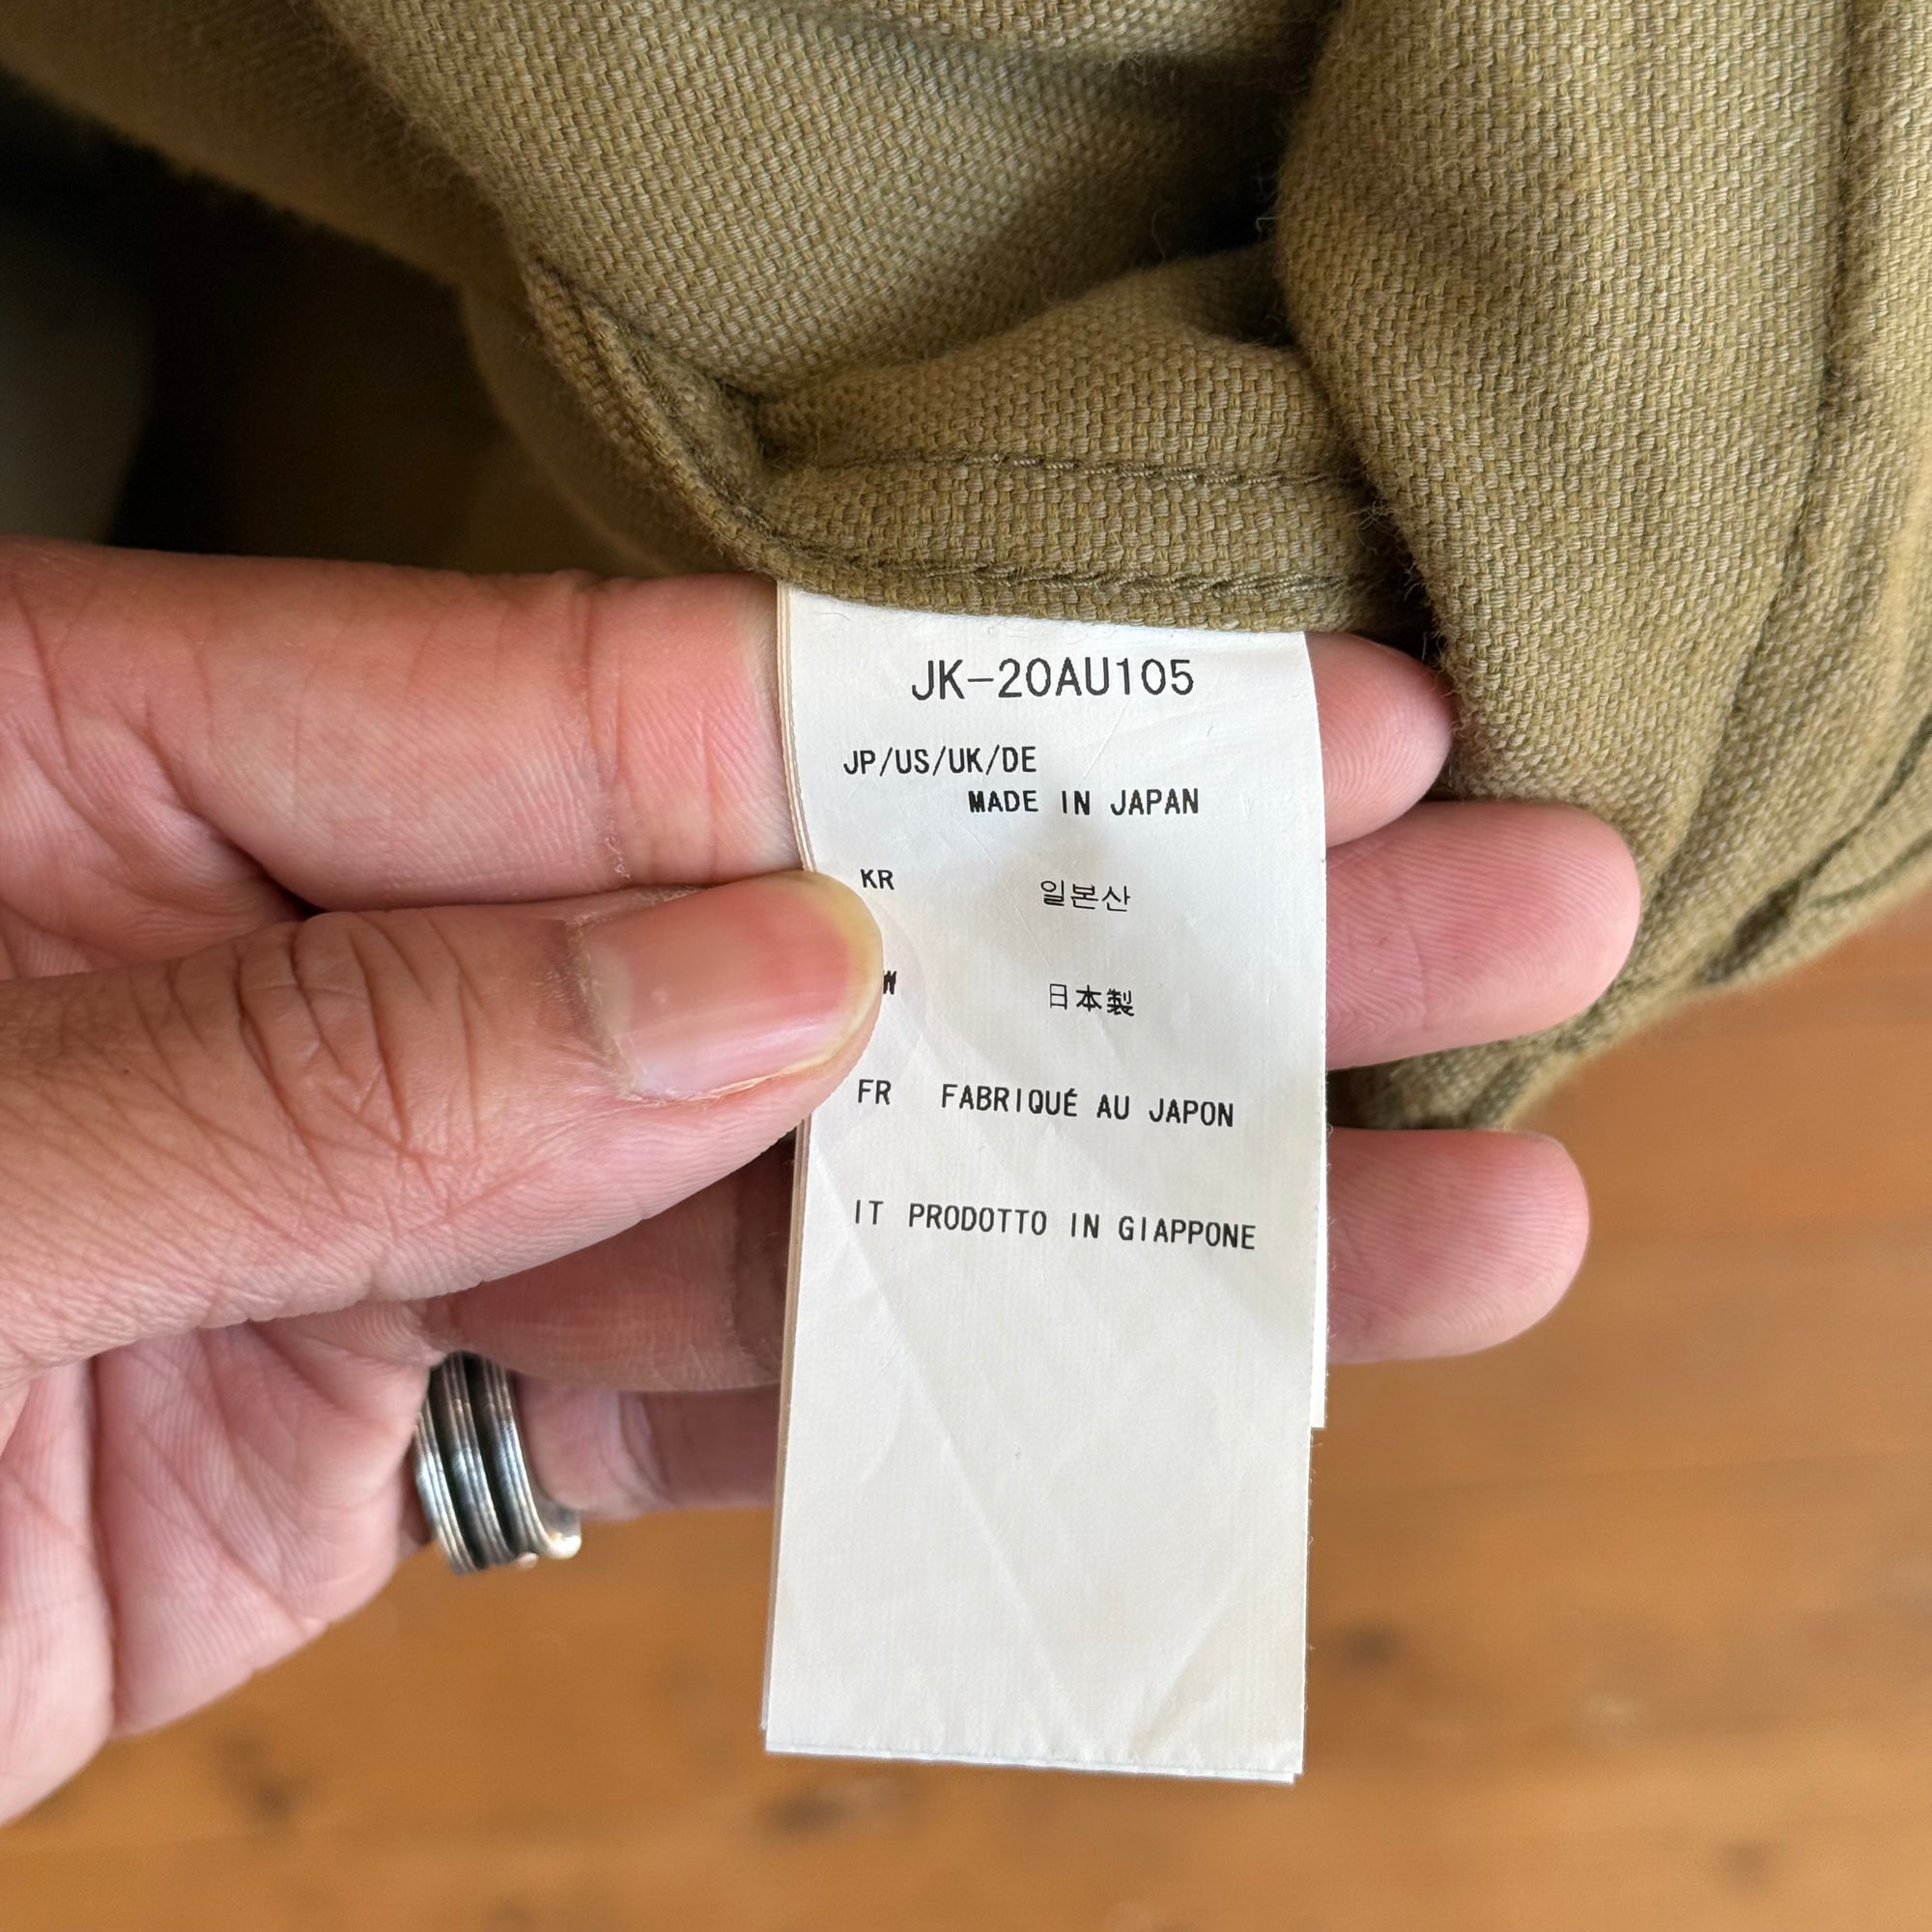 JK-20AU105
JP/US/UK/DE
MADE IN JAPAN
KR 일본산
日本製
FR FABRIQUÉ AU JAPON
IT PRODOTTO IN GIAPPONE